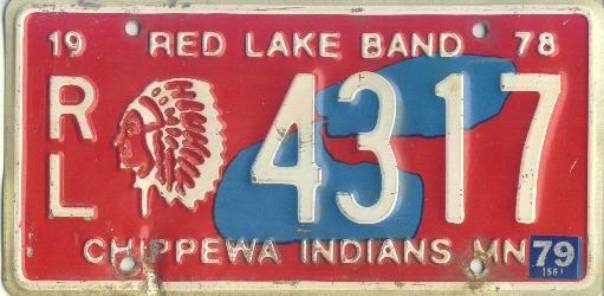 19 RED LAKE BAND 78
RL 4317
CHIPPEWA INDIANS MN 79